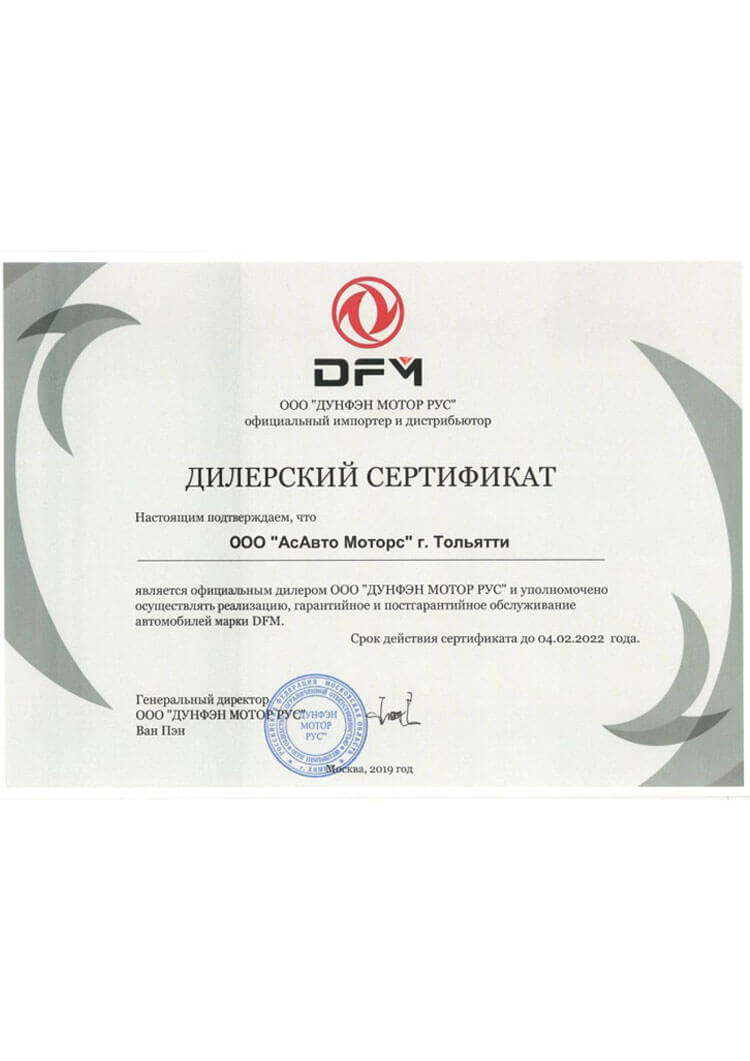 DFM
ООО "ДУНФЭН МОТОР РУС"
официальный импортер и дистрибьютор
ДИЛЕРСКИЙ СЕРТИФИКАТ
Настоящим подтверждаем, что
ООО "АсАвто Моторс" г. Тольятти
является официальным дилером ООО "ДУНФЭН МОТОР РУС" и уполномочено
осуществлять реализацию, гарантийное и постгарантийное обслуживание
автомобилей марки DFM.
Срок действия сертификата до 04.02.2022 года.
Генеральный директор
ООО "ДУНФЭН МОТОР РУС"
Ван Пэн
ДУНФЭН
МОТОР
РУС"
Москва, 2019 год